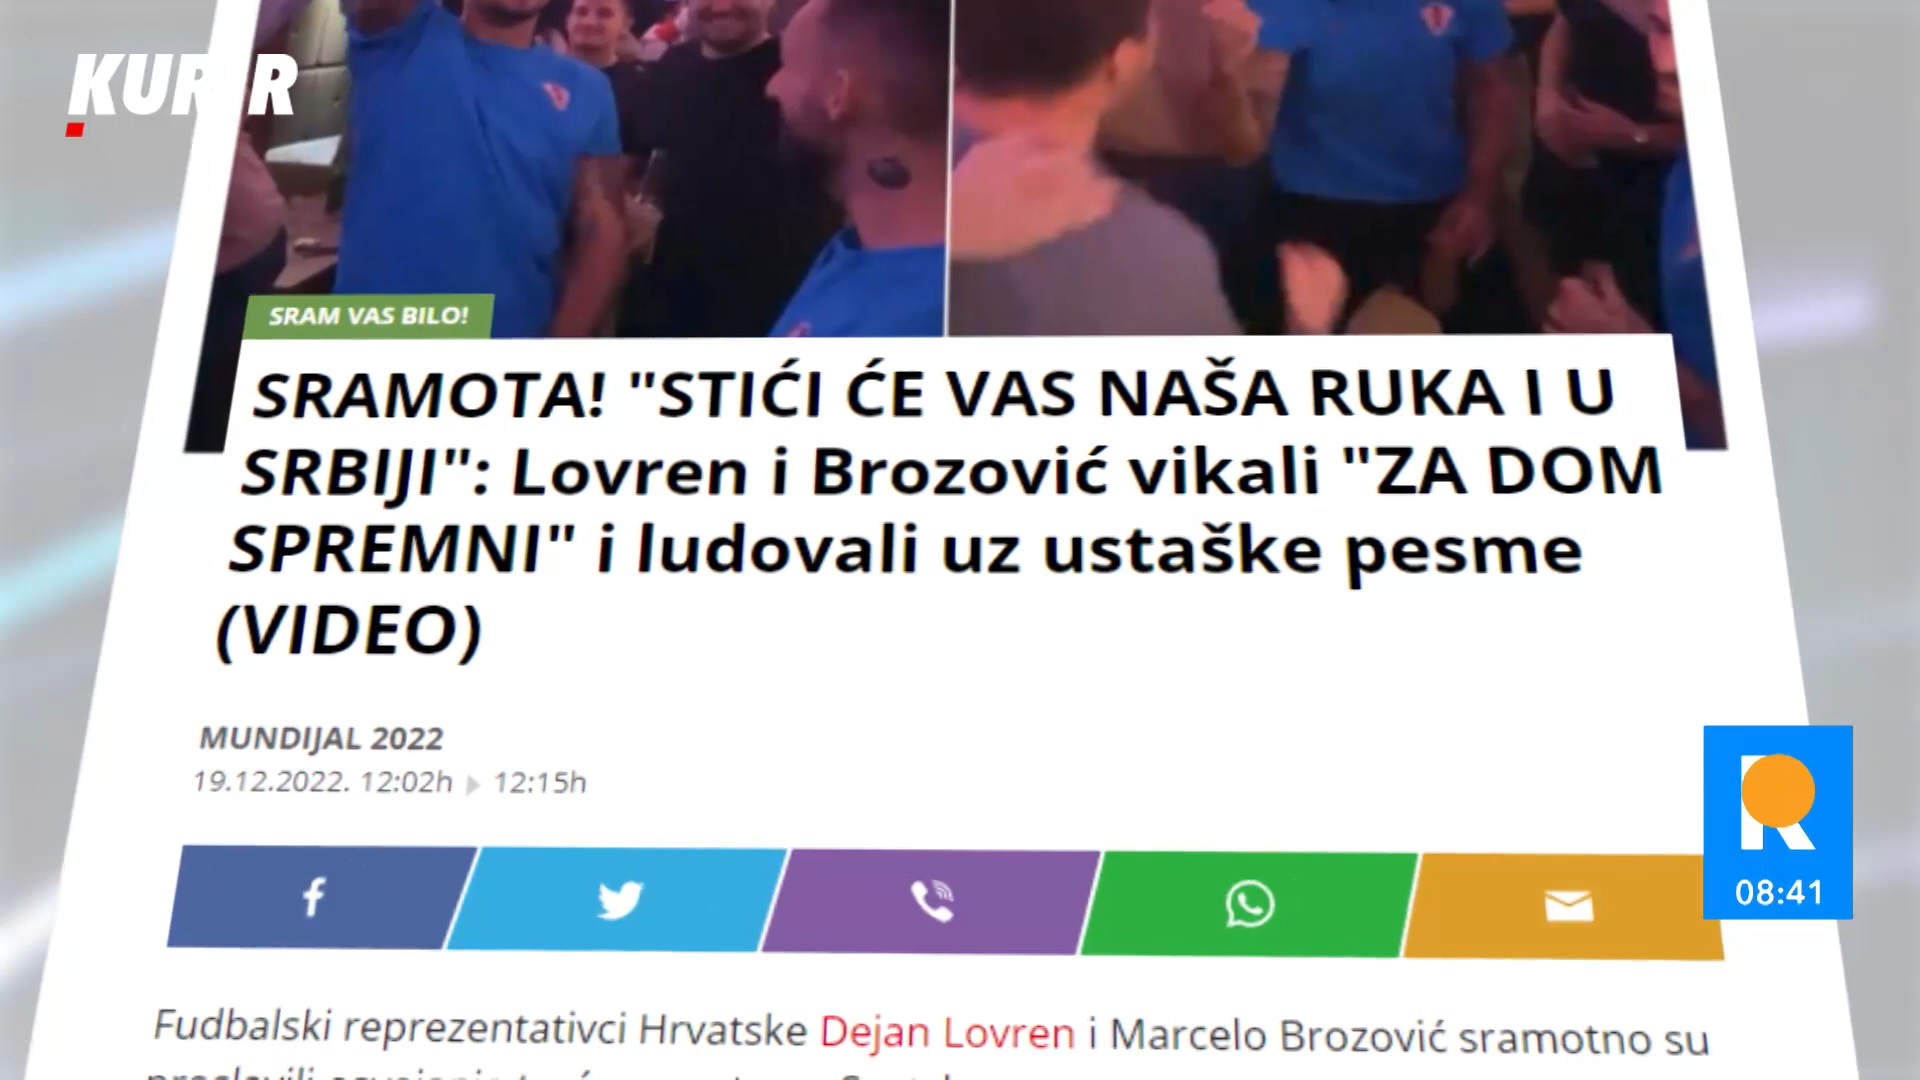 KURIR
SRAM VAS BILO!
SRAMOTA! "STIĆI ĆE VAS NAŠA RUKA I U
SRBIJI": Lovren i Brozović vikali "ZA DOM
SPREMNI" i ludovali uz ustaške pesme
(VIDEO)
MUNDIJAL 2022
19.12.2022. 12:02h 12:15h
R
08:41
Fudbalski reprezentativci Hrvatske Dejan Lovren i Marcelo Brozović sramotno su